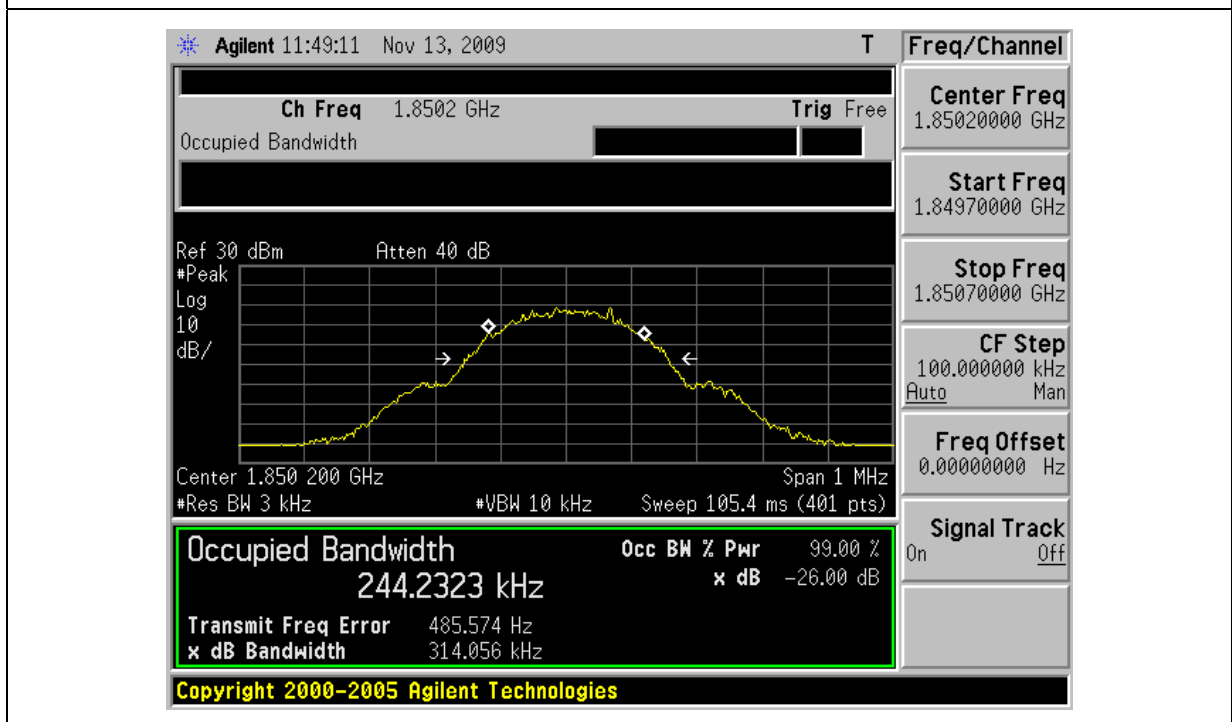 Agilent 11:49:11 Nov 13, 2009 T
Freq/Channel
Ch Freq 1.8502 GHz Trig Free
Occupied Bandwidth
Center Freq
1.85020000 GHz
Start Freq
1.84970000 GHz
Stop Freq
1.85070000 GHz
CF Step
100.000000 kHz
Auto Man
Freq Offset
0.00000000 Hz
Signal Track
On Off
Ref 30 dBm Atten 40 dB
#Peak
Log
10
dB/
Center 1.850 200 GHz Span 1 MHz
#Res BW 3 kHz #VBW 10 kHz Sweep 105.4 ms (401 pts)
Occupied Bandwidth
244.2323 kHz
Occ BW % Pwr 99.00 %
x dB -26.00 dB
Transmit Freq Error 485.574 Hz
x dB Bandwidth 314.056 kHz
Copyright 2000-2005 Agilent Technologies